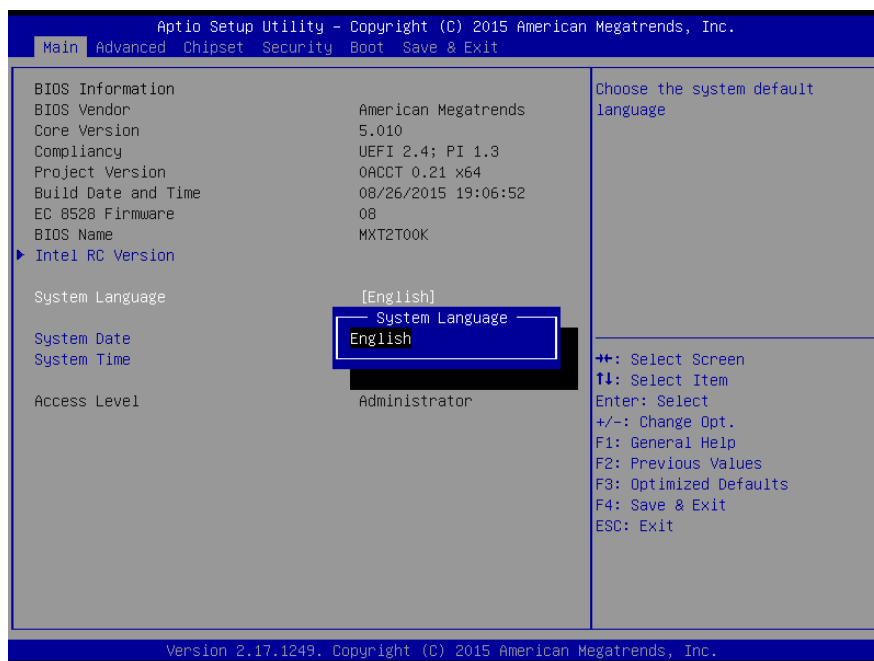 Aptio Setup Utility – Copyright (C) 2015 American Megatrends, Inc.
Main Advanced Chipset Security Boot Save & Exit
BIOS Information
BIOS Vendor American Megatrends
Core Version 5.010
Compliancy UEFI 2.4; PI 1.3
Project Version 0ACCT 0.21 x64
Build Date and Time 08/26/2015 19:06:52
EC 8528 Firmware 08
BIOS Name MXT2T00K
Intel RC Version
System Language [English]
System Language
English
System Date
System Time
Access Level Administrator
Choose the system default
language
→←: Select Screen
↑↓: Select Item
Enter: Select
+/-: Change Opt.
F1: General Help
F2: Previous Values
F3: Optimized Defaults
F4: Save & Exit
ESC: Exit
Version 2.17.1249. Copyright (C) 2015 American Megatrends, Inc.